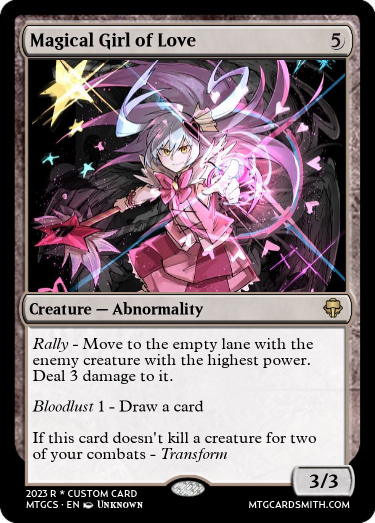 Magical Girl of Love 5
Creature — Abnormality
Rally - Move to the empty lane with the
enemy creature with the highest power.
Deal 3 damage to it.
Bloodlust 1 - Draw a card
If this card doesn't kill a creature for two
of your combats - Transform
3/3
2023 R * CUSTOM CARD
MTGCS • EN Unknown
MTGCARDSMITH.COM